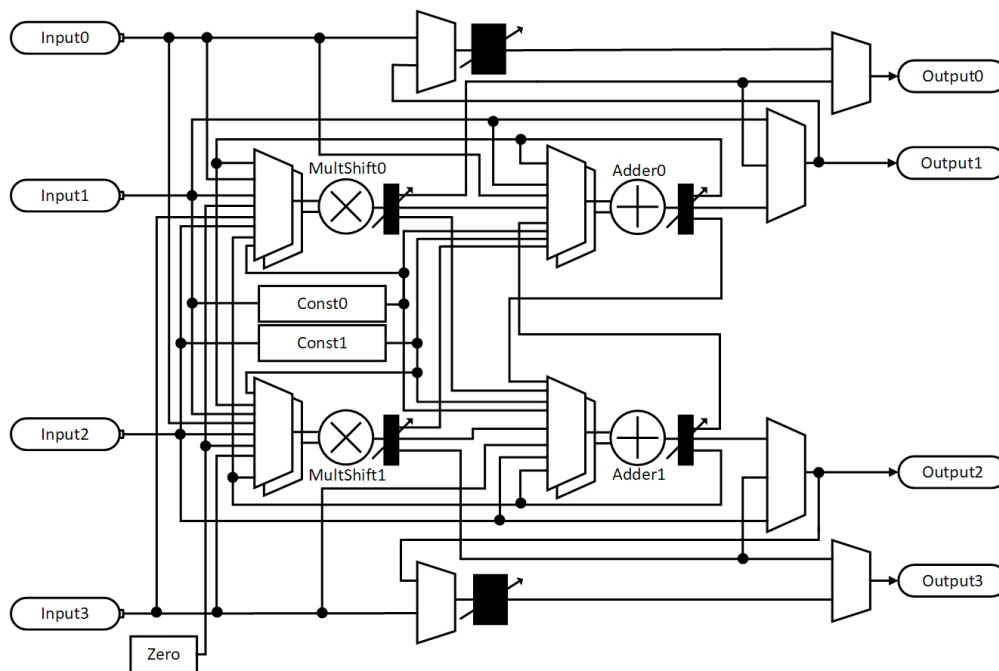 Input0
Output0
Input1
MultShift0
Adder0
Output1
Const0
Const1
Input2
MultShift1
Adder1
Output2
Input3
Output3
Zero